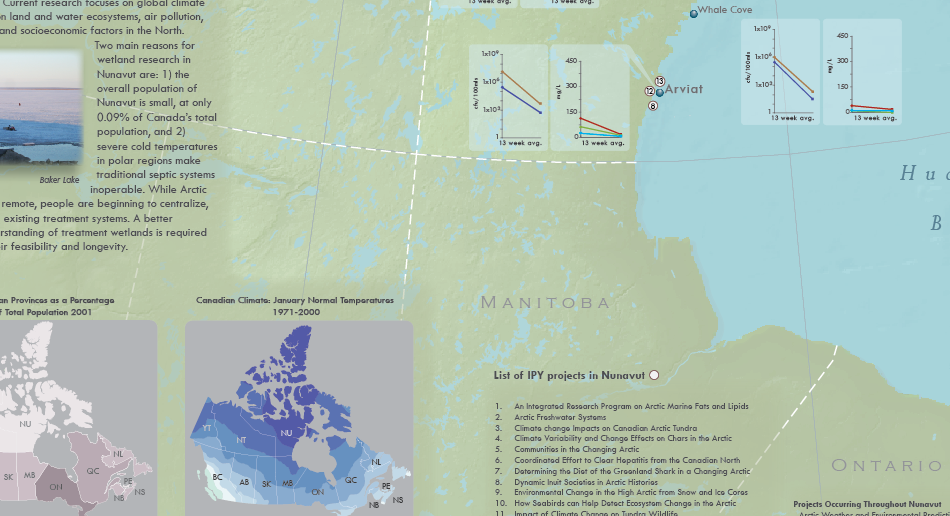 Current research focuses on global climate
on land and water ecosystems, air pollution,
and socioeconomic factors in the North.
Two main reasons for
wetland research in
Nunavut are: 1) the
overall population of
Nunavut is small, at only
0.09% of Canada's total
population, and 2)
severe cold temperatures
in polar regions make
traditional septic systems
inoperable. While Arctic
remote, people are beginning to centralize,
existing treatment systems. A better
rstanding of treatment wetlands is required
ir feasibility and longevity.
Baker Lake
13 week avg.
13 week avg.
Whale Cove
cfu/100mls
1x10⁹
1x10⁶
1x10³
1
13 week avg.
mg/L
450
300
150
0
13 week avg.
13
12
8
Arviat
cfu/100mls
1x10⁹
1x10⁶
1x10³
1
13 week avg.
mg/L
450
300
150
0
13 week avg.
Hud
B
MANITOBA
ONTARIO
an Provinces as a Percentage
f Total Population 2001
NU
SK
MB
ON
QC
NL
PE
NB
NS
Canadian Climate: January Normal Temperatures
1971-2000
YT
NT
NU
BC
AB
SK
MB
ON
QC
NL
PE
NB
NS
List of IPY projects in Nunavut
1. An Integrated Research Program on Arctic Marine Fats and Lipids
2. Arctic Freshwater Systems
3. Climate change Impacts on Canadian Arctic Tundra
4. Climate Variability and Change Effects on Chars in the Arctic
5. Communities in the Changing Arctic
6. Coordinated Effort to Clear Hepatitis from the Canadian North
7. Determining the Diet of the Greenland Shark in a Changing Arctic
8. Dynamic Inuit Societies in Arctic Histories
9. Environmental Change in the High Arctic from Snow and Ice Cores
10. How Seabirds can Help Detect Ecosystem Change in the Arctic
11. Impact of Climate Change on Tundra Wildlife
Projects Occurring Throughout Nunavut
Arctic Weather and Environmental Predict